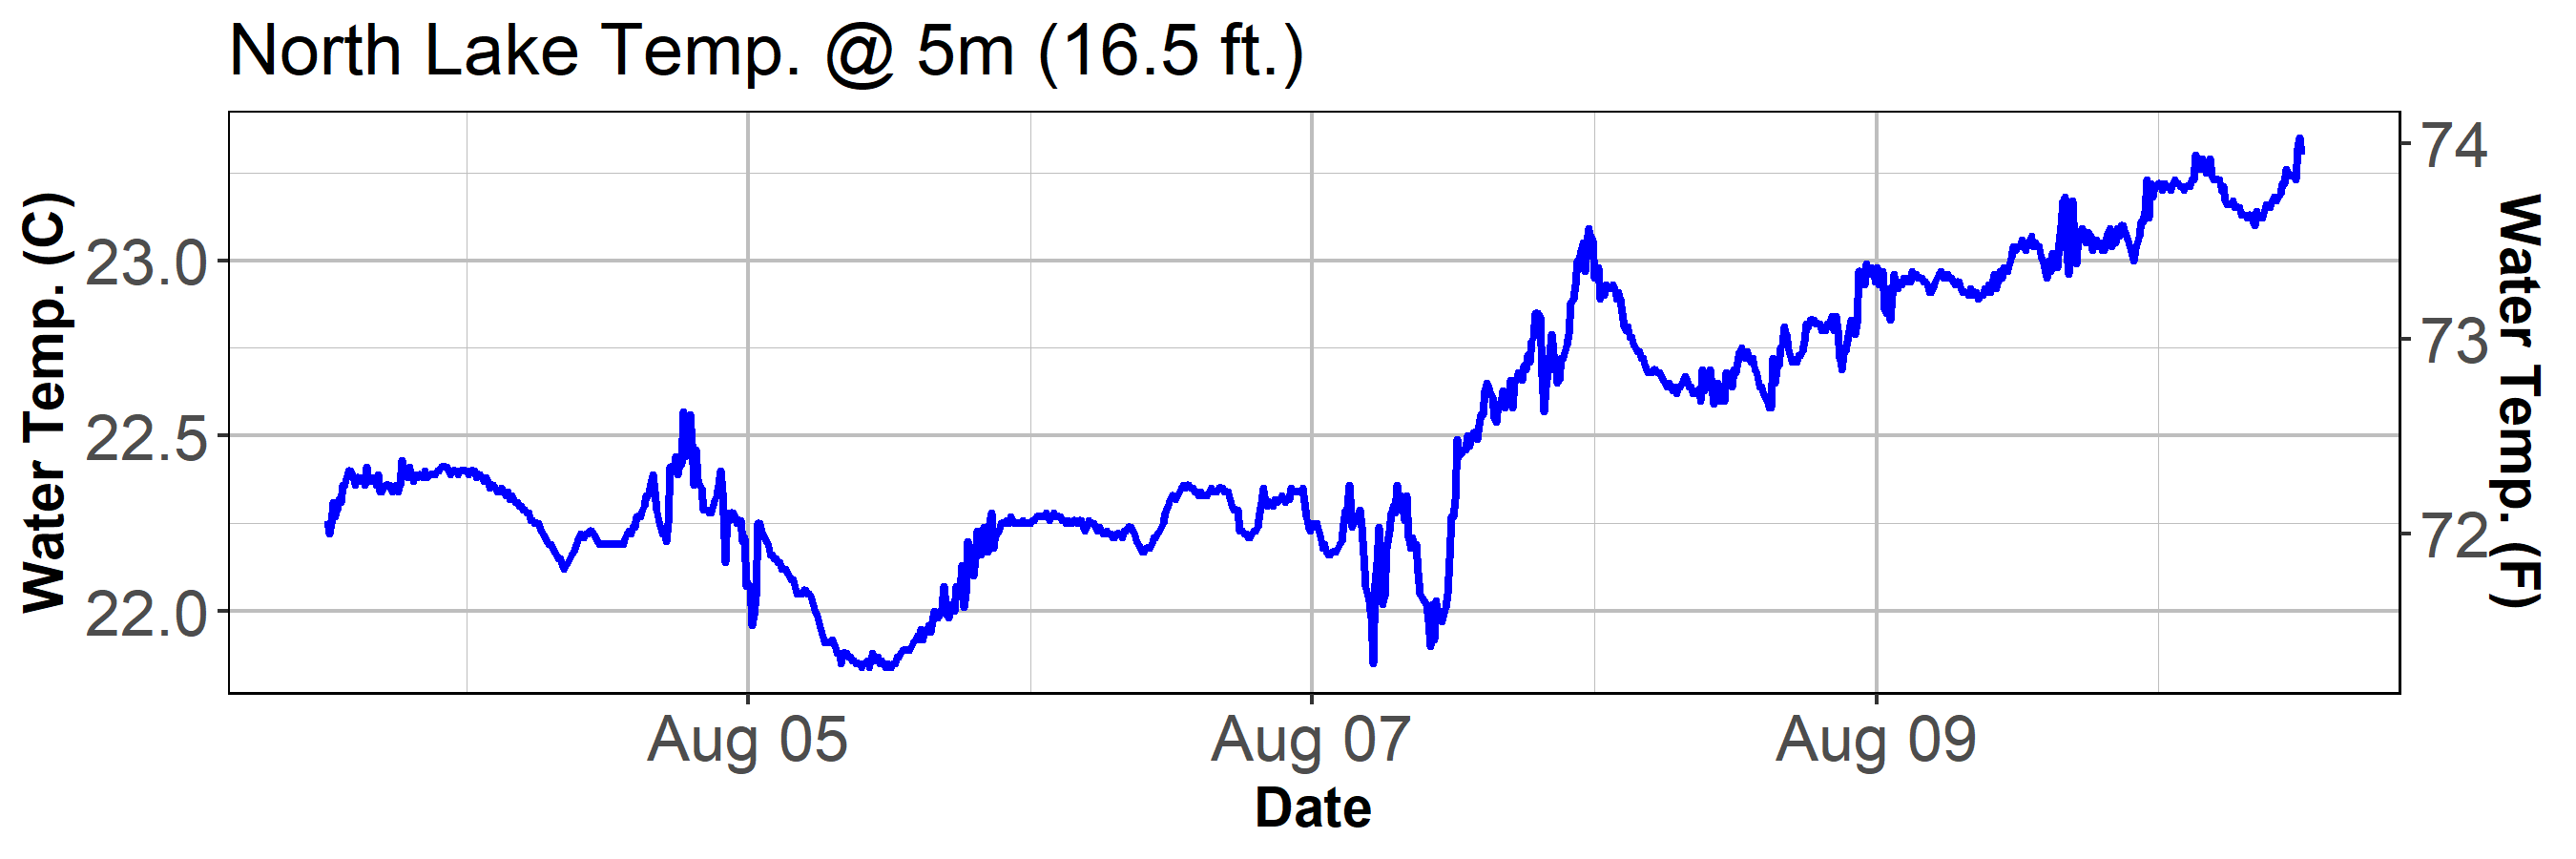 North Lake Temp. @ 5m (16.5 ft.)
Water Temp. (C)
23.0
22.5
22.0
74
73
72
Water Temp. (F)
Aug 05
Aug 07
Aug 09
Date